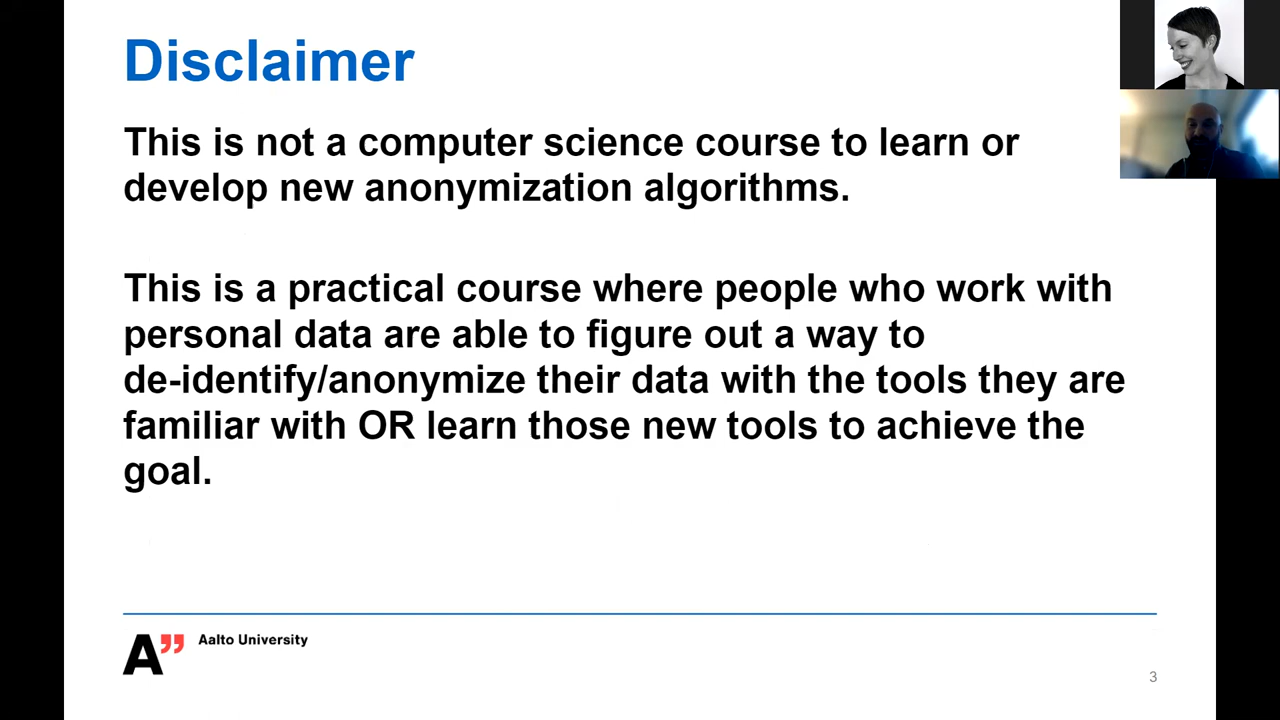 Disclaimer
This is not a computer science course to learn or
develop new anonymization algorithms.
This is a practical course where people who work with
personal data are able to figure out a way to
de-identify/anonymize their data with the tools they are
familiar with OR learn those new tools to achieve the
goal.
A” Aalto University
3